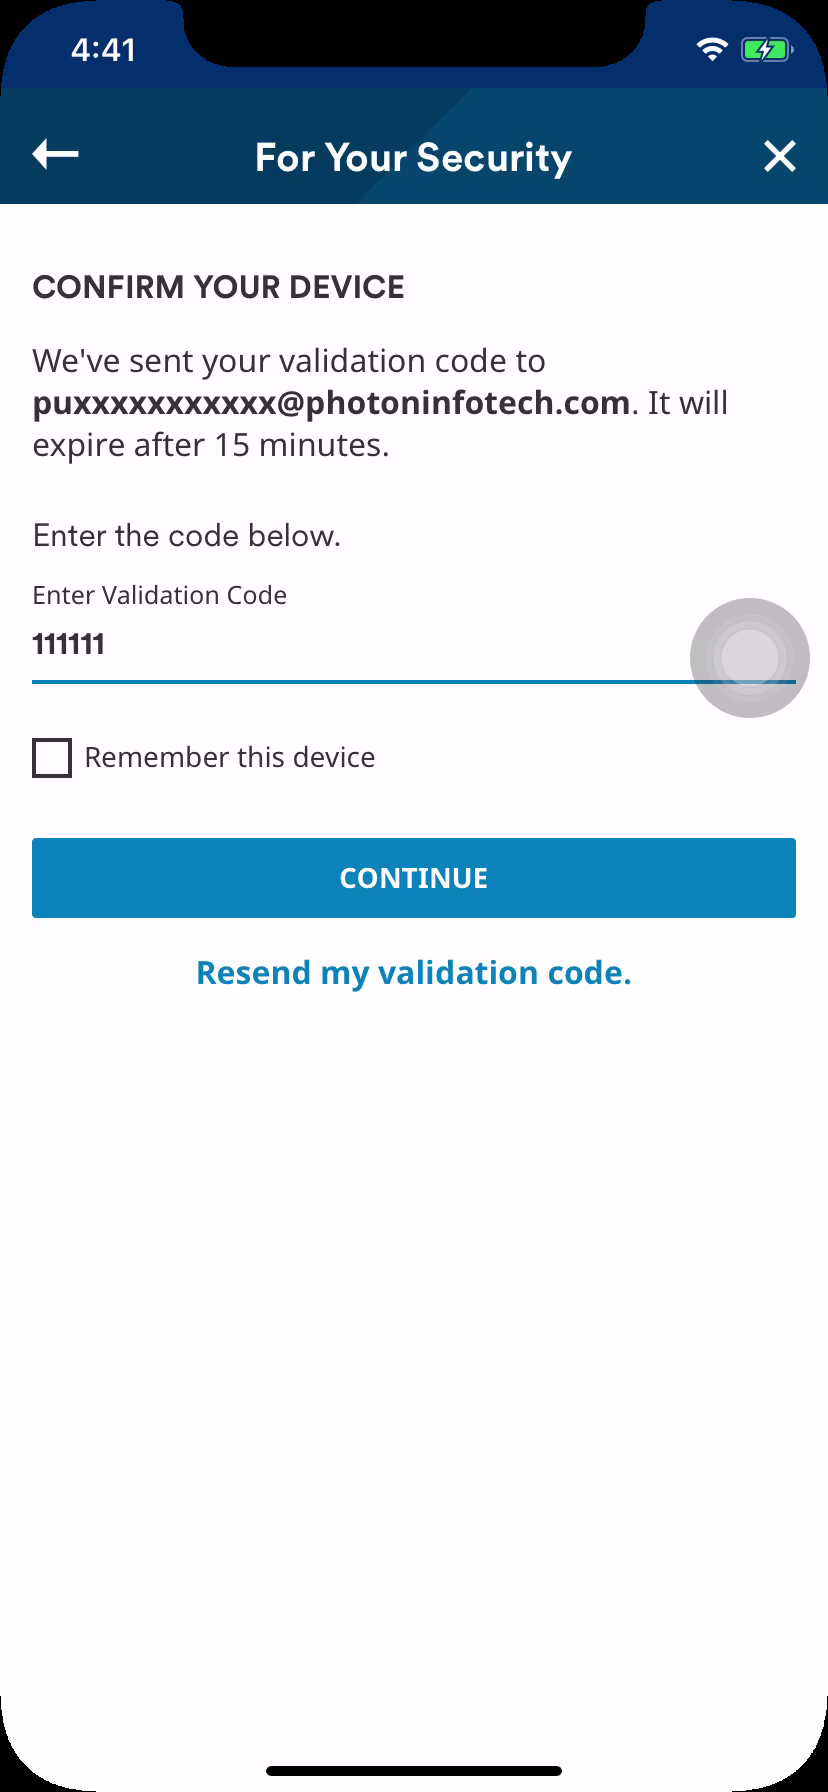 4:41
For Your Security
CONFIRM YOUR DEVICE
We've sent your validation code to
puxxxxxxxxxxxx@photoninfotech.com. It will
expire after 15 minutes.
Enter the code below.
Enter Validation Code
111111
Remember this device
CONTINUE
Resend my validation code.